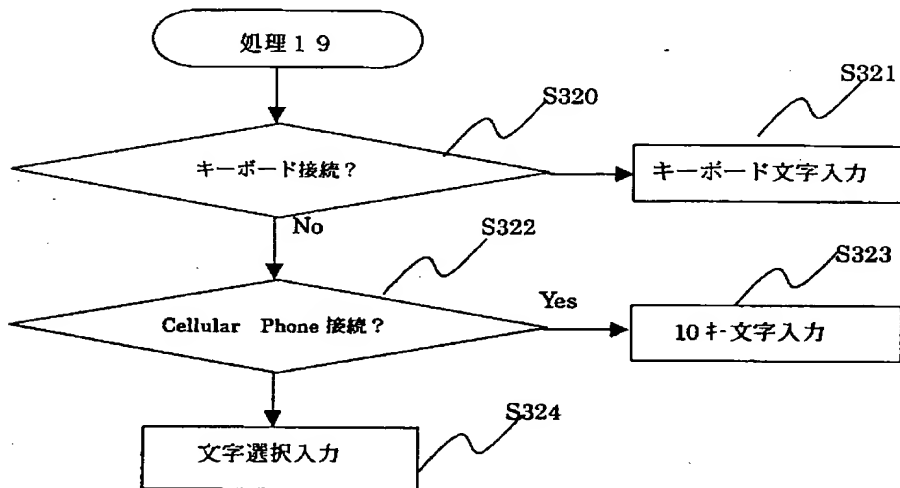 処理１９
S320
S321
キーボード接続？
キーボード文字入力
No
S322
S323
Cellular Phone 接続？
Yes
10ｷｰ文字入力
S324
文字選択入力